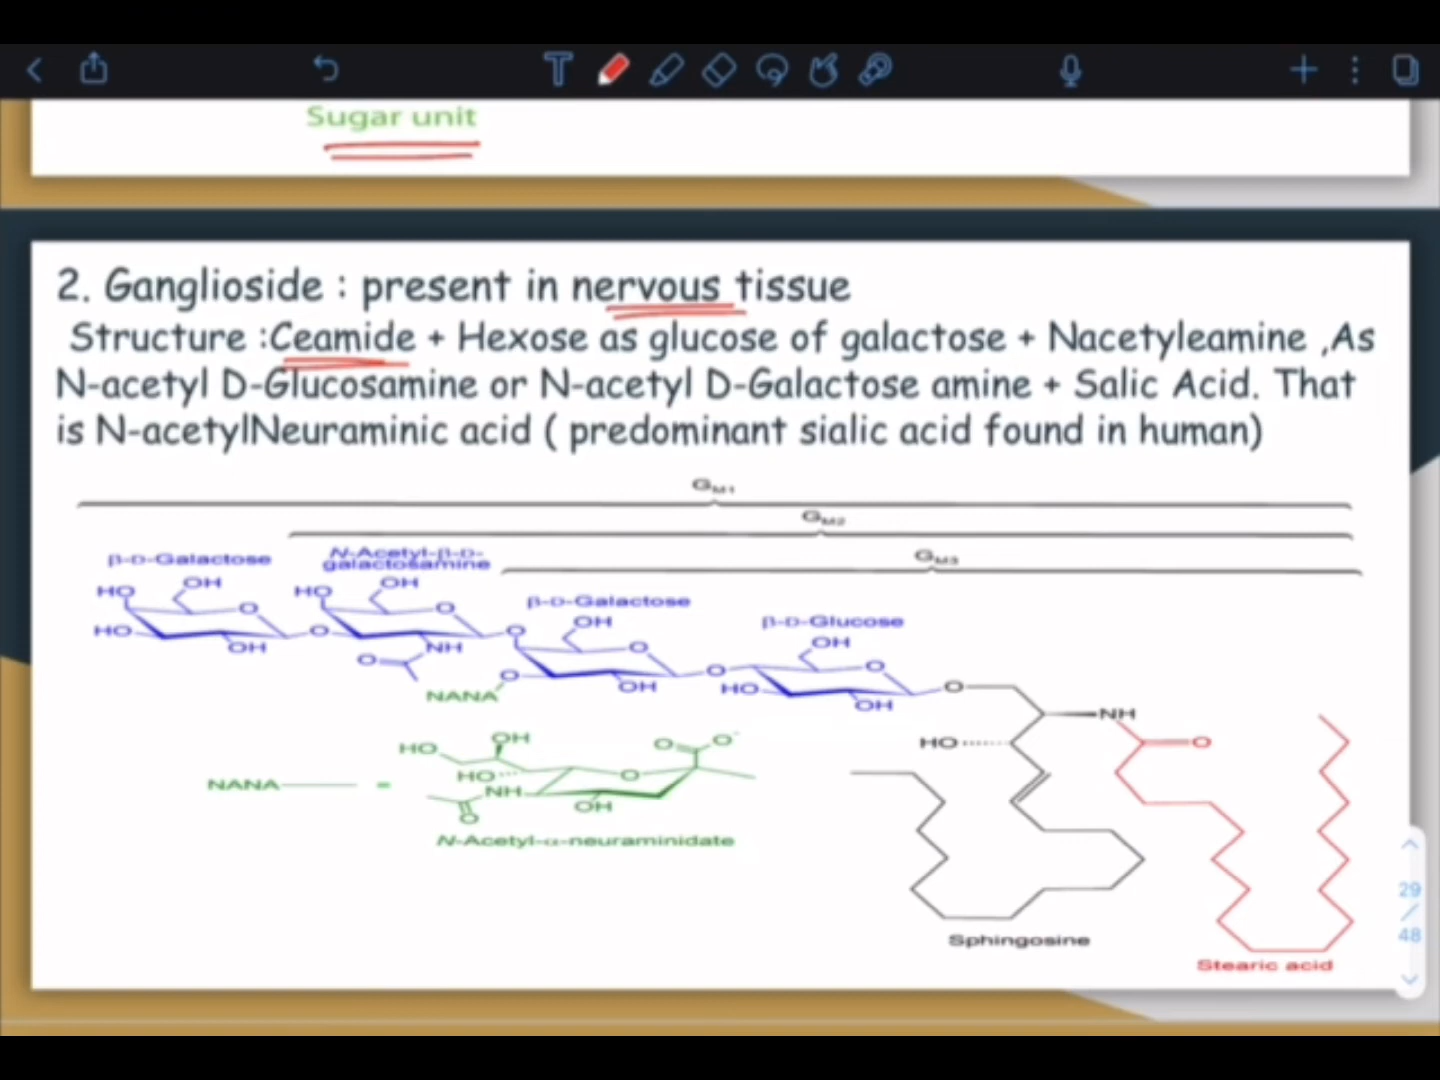 Sugar unit
2. Ganglioside : present in nervous tissue
Structure :Ceamide + Hexose as glucose of galactose + Nacetyleamine ,As
N-acetyl D-Glucosamine or N-acetyl D-Galactose amine + Salic Acid. That
is N-acetylNeuraminic acid ( predominant sialic acid found in human)
GM1
GM2
GM3
β-D-Galactose
N-Acetyl-β-D-
galactosamine
β-D-Galactose
β-D-Glucose
HO
OH
O
HO
OH
O
HO
OH
O
NH
O
O
OH
O
O
OH
NANA
O
OH
O
HO
OH
O
NH
HO
O
NANA
=
HO
OH
HO
O
O
O-
NH
O
OH
N-Acetyl-α-neuraminidate
Sphingosine
Stearic acid
29
/
48